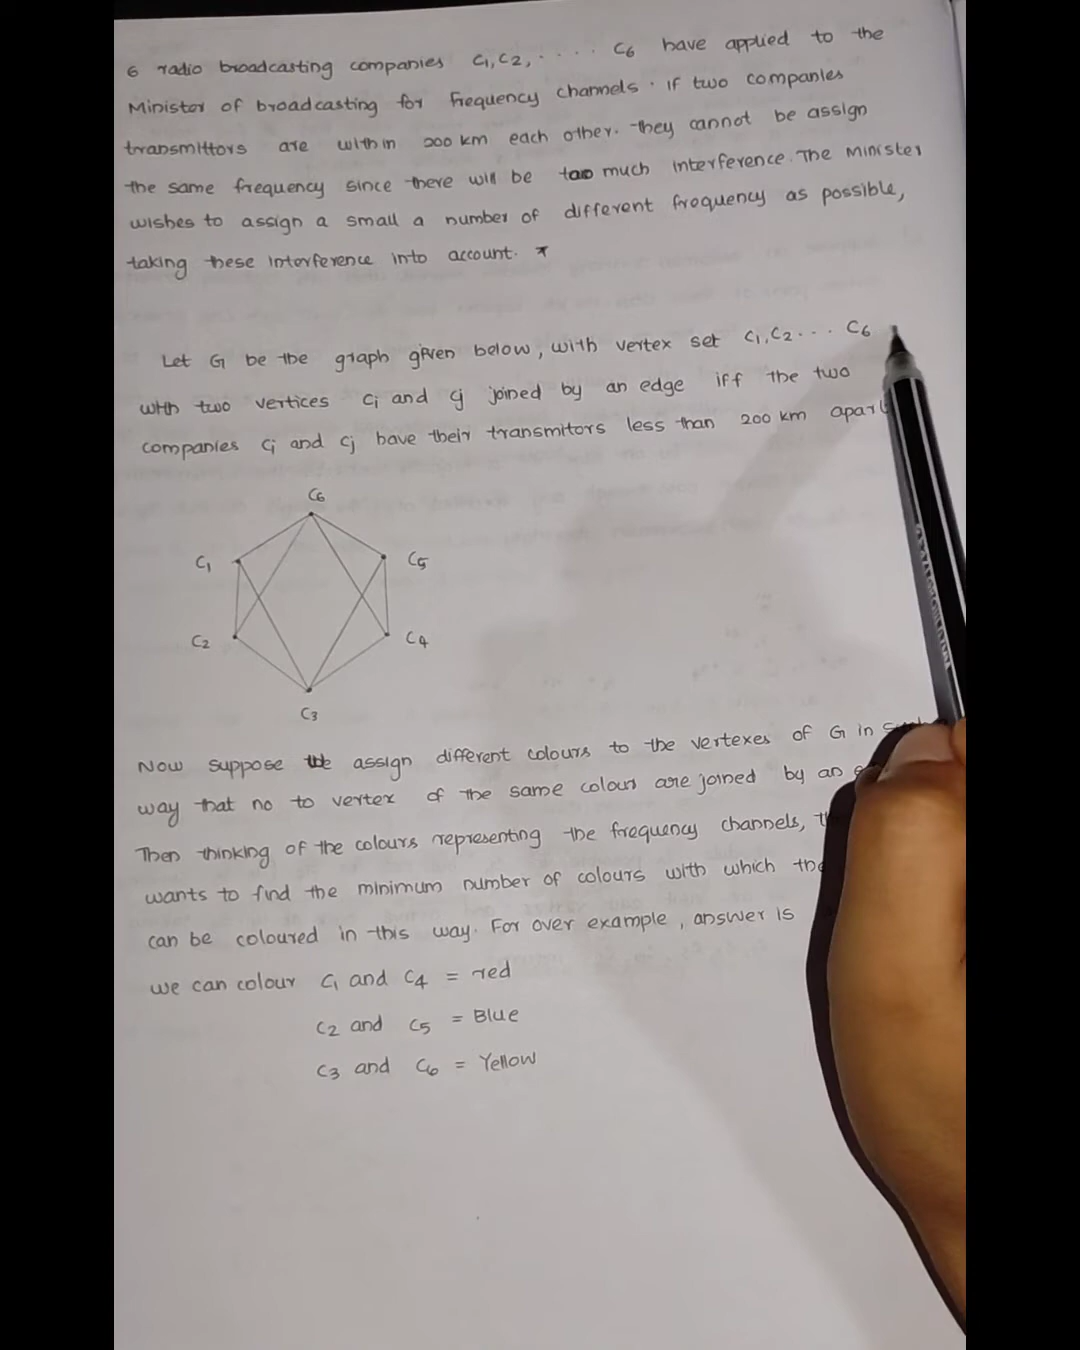 6 radio broadcasting companies C1, C2, ..... C6 have applied to the
Minister of broadcasting for frequency channels. If two companies
transmittors are within 200 km each other. They cannot be assign
the same frequency since there will be too much interference. The Minister
wishes to assign a small a number of different frequency as possible,
taking these interference into account.
Let G be the graph given below, with vertex set C1, C2 ... C6
with two vertices Ci and Cj joined by an edge iff the two
companies Ci and Cj have their transmitors less than 200 km apart
C6
C1
C5
C2
C4
C3
Now suppose we assign different colours to the vertexes of G in
way that no to vertex of the same colour are joined by an
Then thinking of the colours representing the frequency channels,
wants to find the minimum number of colours with which the
can be coloured in this way. For over example, answer is
we can colour C1 and C4 = red
C2 and C5 = Blue
C3 and C6 = Yellow